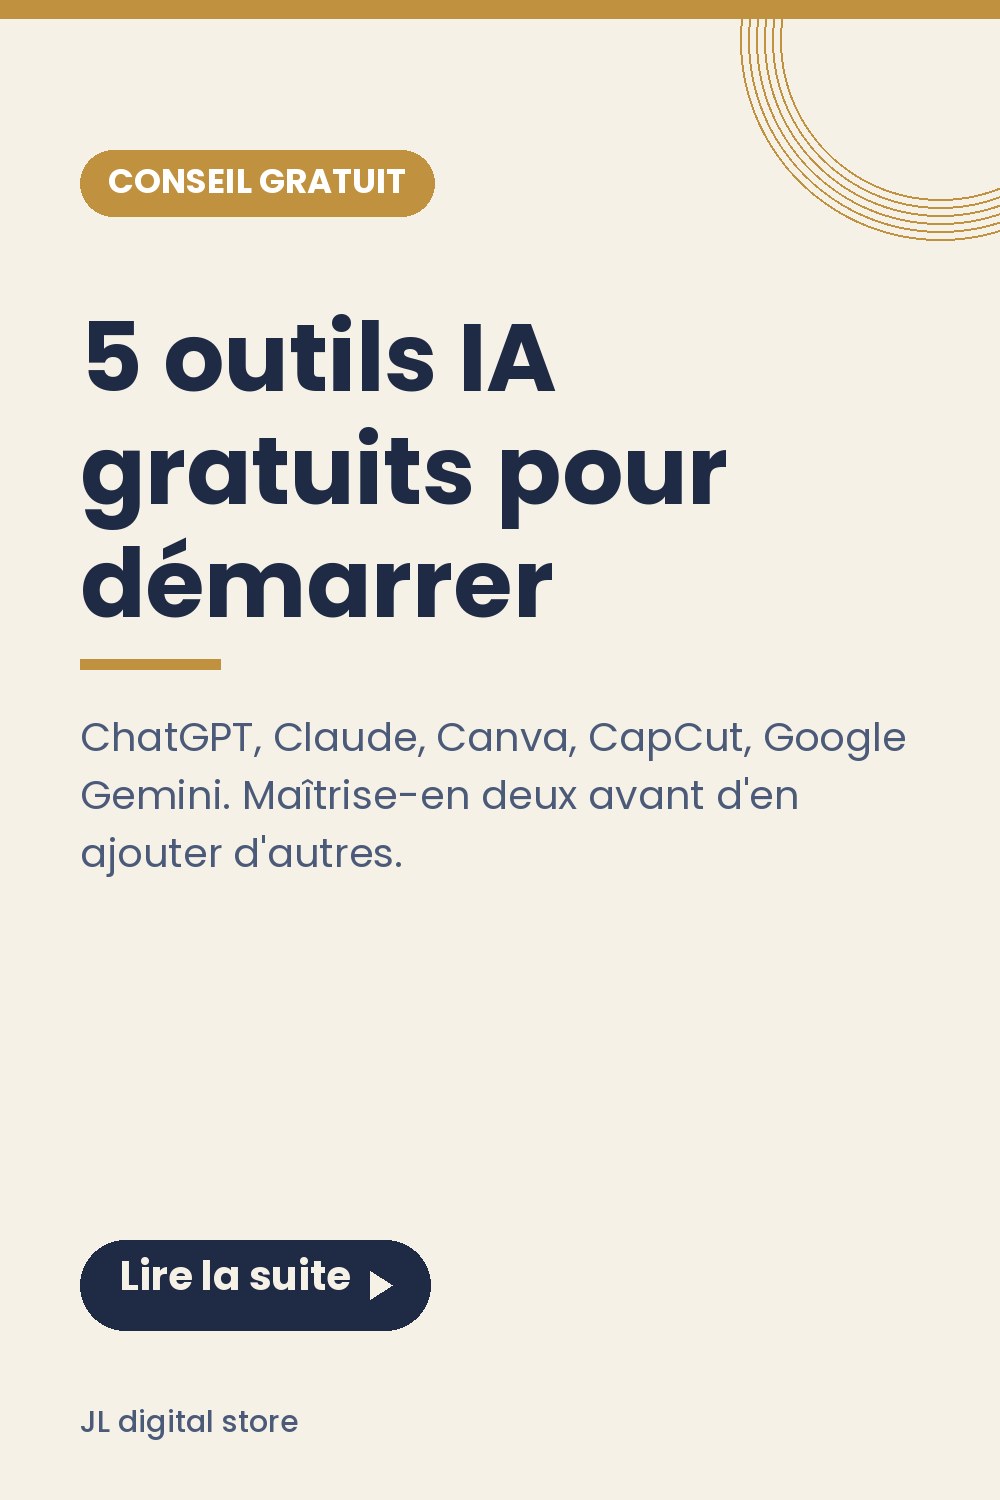 CONSEIL GRATUIT
5 outils IA
gratuits pour
démarrer
ChatGPT, Claude, Canva, CapCut, Google
Gemini. Maîtrise-en deux avant d'en
ajouter d'autres.
Lire la suite
JL digital store